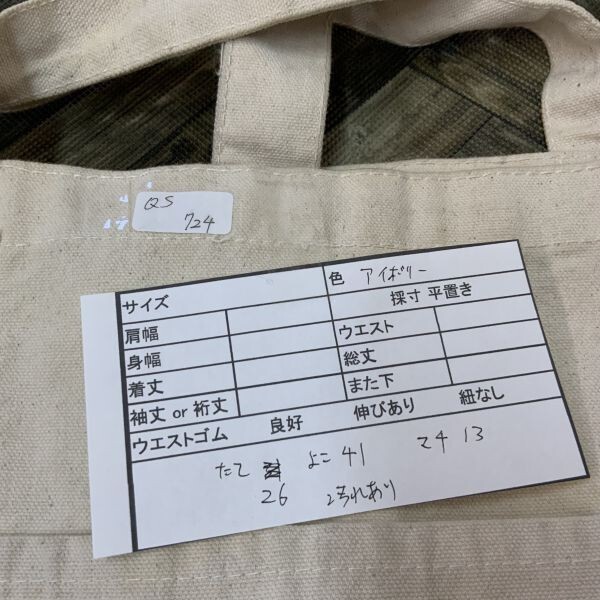 QS
724
サイズ
色 アイボリー
採寸 平置き
肩幅
ウエスト
身幅
総丈
着丈
また下
袖丈 or 裄丈
ウエストゴム 良好 伸びあり 紐なし
たて よこ 41 マチ 13
26 汚れあり